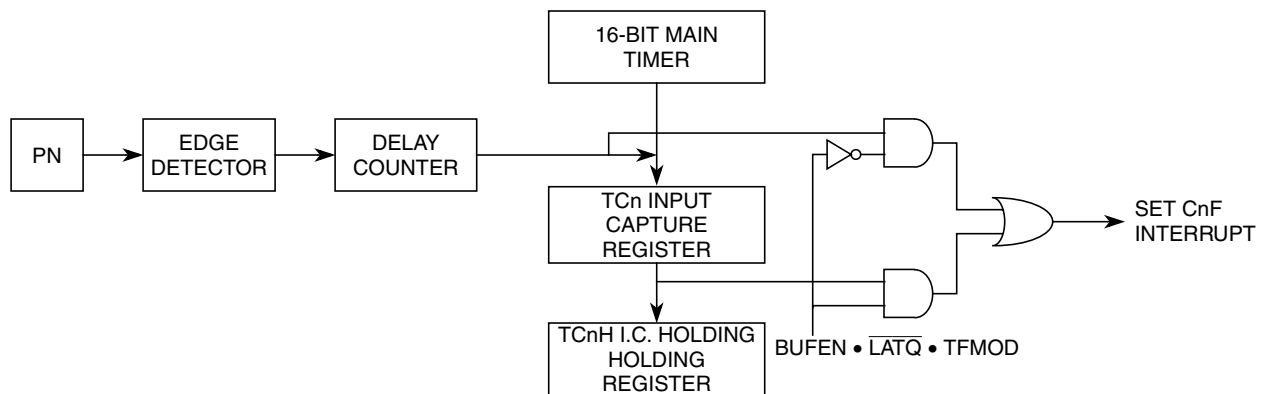 16-BIT MAIN
TIMER
PN
EDGE
DETECTOR
DELAY
COUNTER
TCn INPUT
CAPTURE
REGISTER
SET CnF
INTERRUPT
TCnH I.C. HOLDING
HOLDING
REGISTER
BUFEN • L̅A̅T̅Q̅ • TFMOD